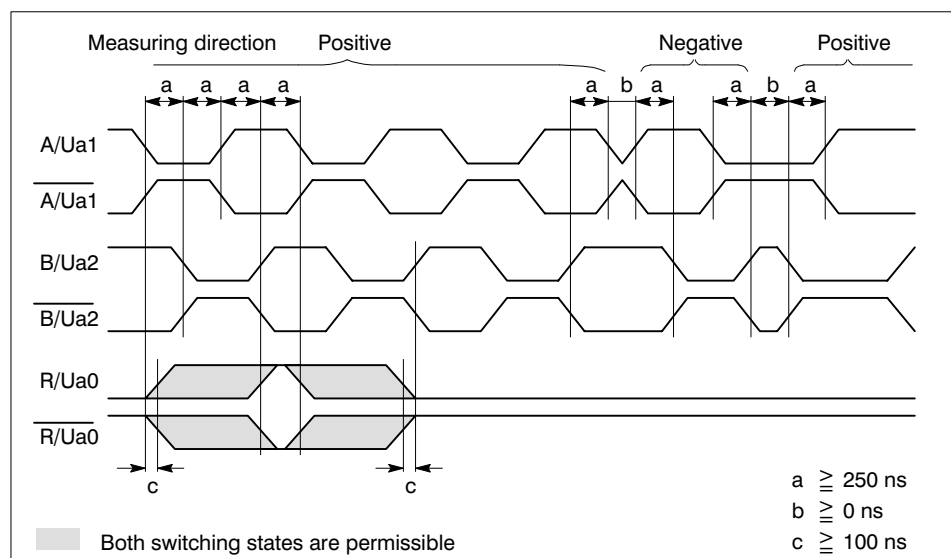 Measuring direction Positive Negative Positive
a a a a a b a a b a
A/Ua1
A/Ua1
B/Ua2
B/Ua2
R/Ua0
R/Ua0
c c
a ≧ 250 ns
b ≧ 0 ns
c ≧ 100 ns
Both switching states are permissible